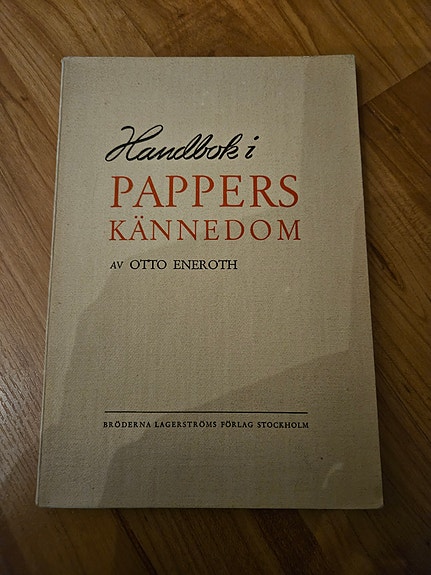 Handbok i
PAPPERS
KÄNNEDOM
AV OTTO ENEROTH
BRÖDERNA LAGERSTRÖMS FÖRLAG STOCKHOLM